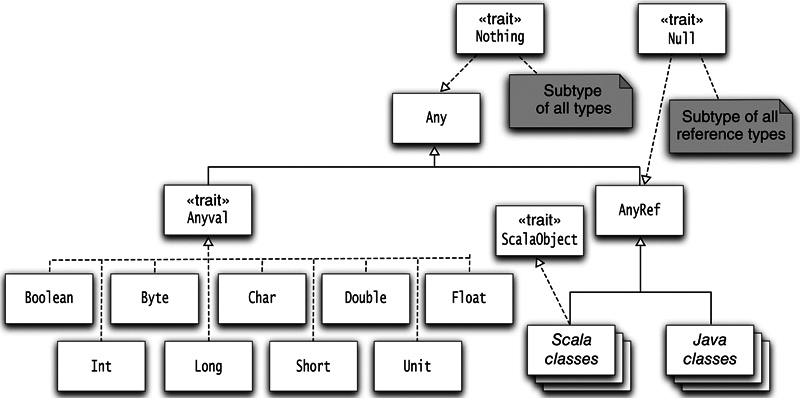 «trait»
Nothing
«trait»
Null
Subtype
of all types
Any
Subtype of all
reference types
«trait»
Anyval
«trait»
ScalaObject
AnyRef
Boolean
Byte
Char
Double
Float
Int
Long
Short
Unit
Scala
classes
Java
classes